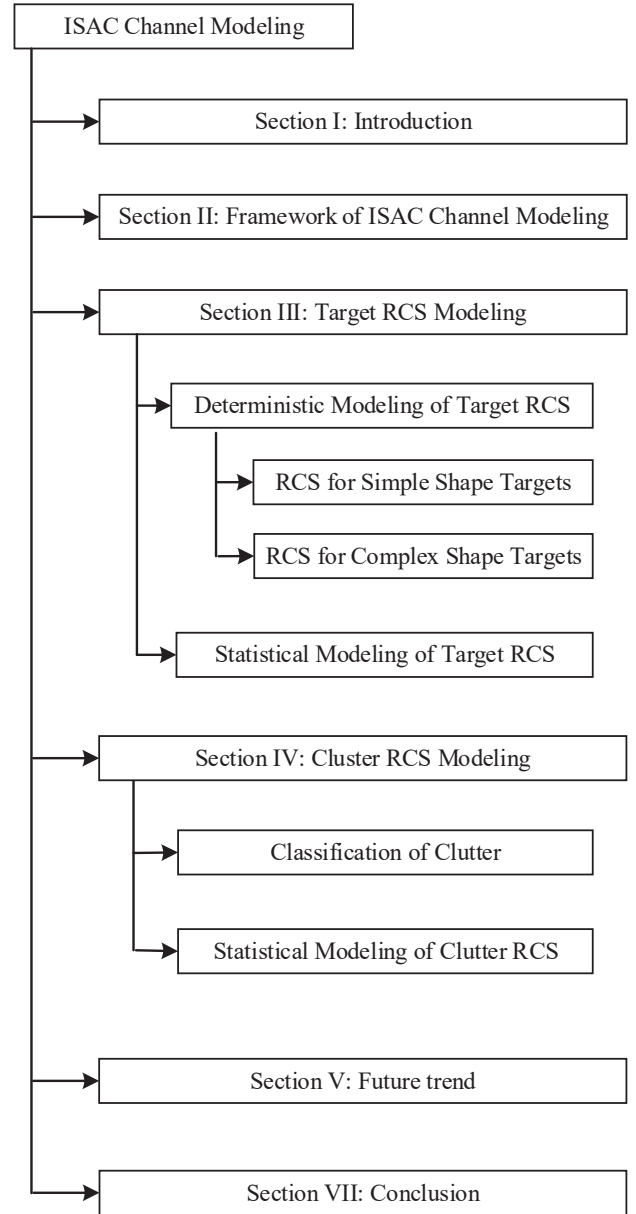 ISAC Channel Modeling
Section I: Introduction
Section II: Framework of ISAC Channel Modeling
Section III: Target RCS Modeling
Deterministic Modeling of Target RCS
RCS for Simple Shape Targets
RCS for Complex Shape Targets
Statistical Modeling of Target RCS
Section IV: Cluster RCS Modeling
Classification of Clutter
Statistical Modeling of Clutter RCS
Section V: Future trend
Section VII: Conclusion